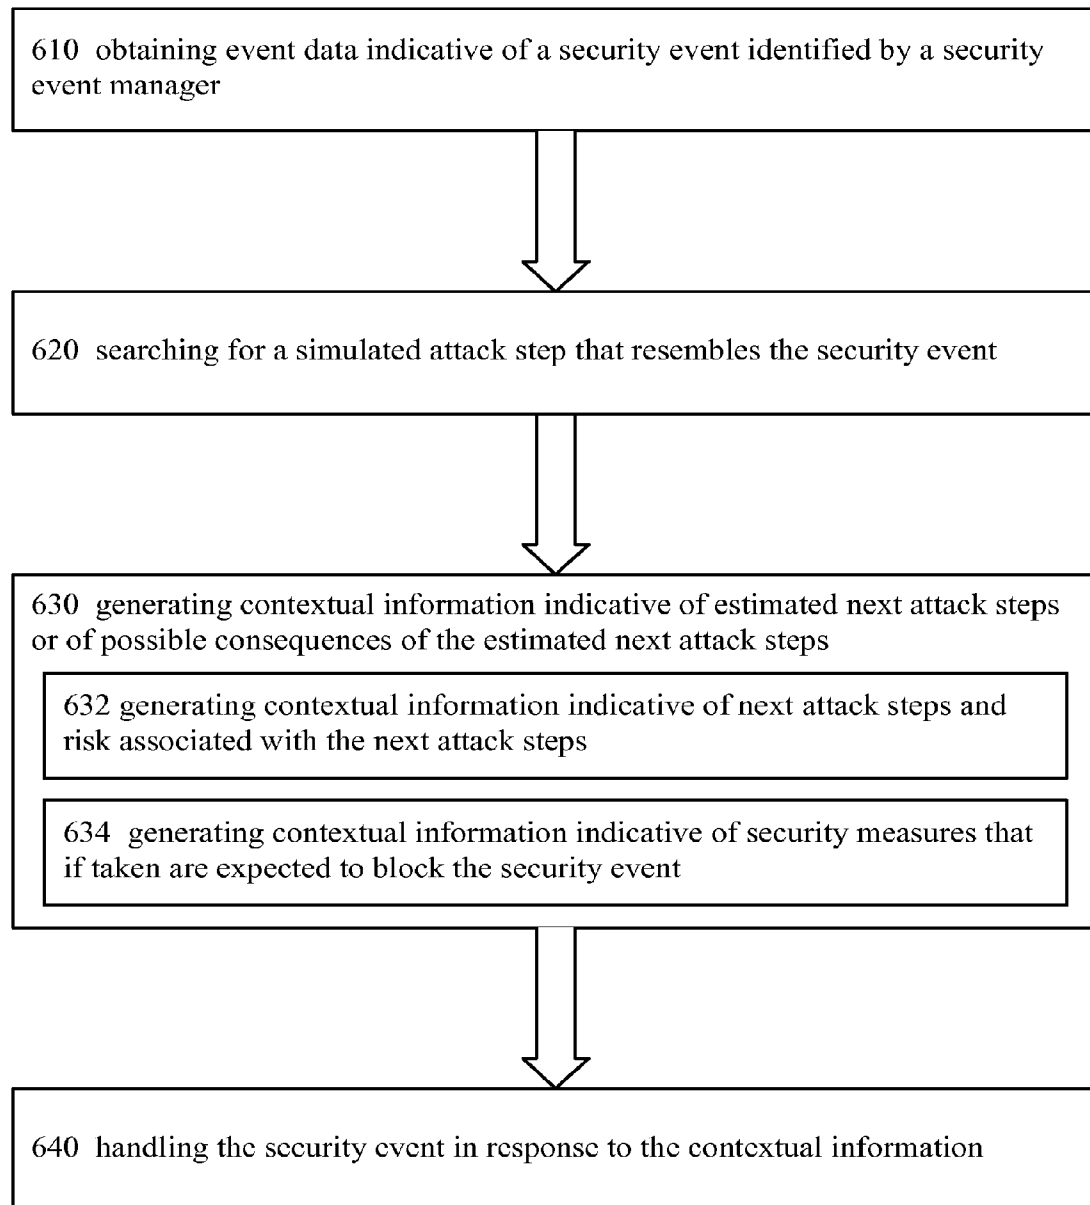 610 obtaining event data indicative of a security event identified by a security
event manager
620 searching for a simulated attack step that resembles the security event
630 generating contextual information indicative of estimated next attack steps
or of possible consequences of the estimated next attack steps
632 generating contextual information indicative of next attack steps and
risk associated with the next attack steps
634 generating contextual information indicative of security measures that
if taken are expected to block the security event
640 handling the security event in response to the contextual information